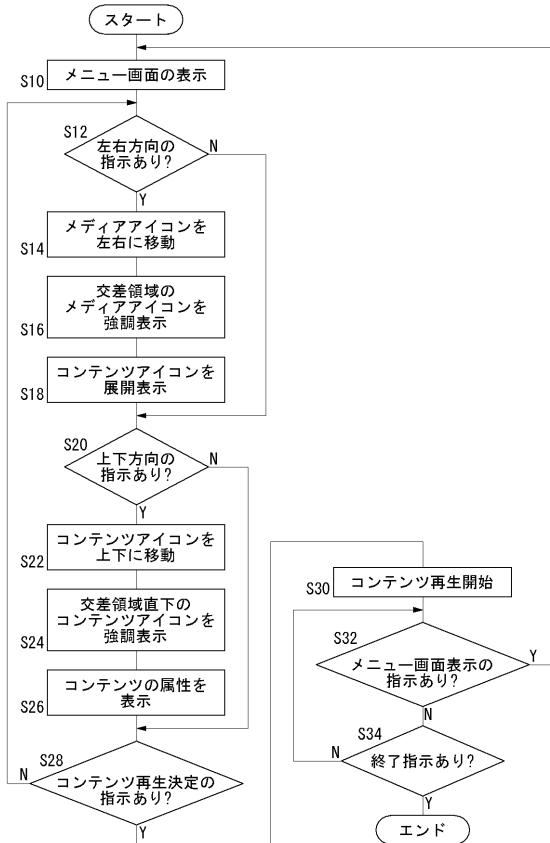 スタート
S10
メニュー画面の表示
S12
左右方向の
指示あり?
N
Y
S14
メディアアイコンを
左右に移動
S16
交差領域の
メディアアイコンを
強調表示
S18
コンテンツアイコンを
展開表示
S20
上下方向の
指示あり?
N
Y
S22
コンテンツアイコンを
上下に移動
S24
交差領域直下の
コンテンツアイコンを
強調表示
S26
コンテンツの属性を
表示
S28
N
コンテンツ再生決定の
指示あり?
Y
S30
コンテンツ再生開始
S32
メニュー画面表示の
指示あり?
Y
N
S34
N
終了指示あり?
Y
エンド